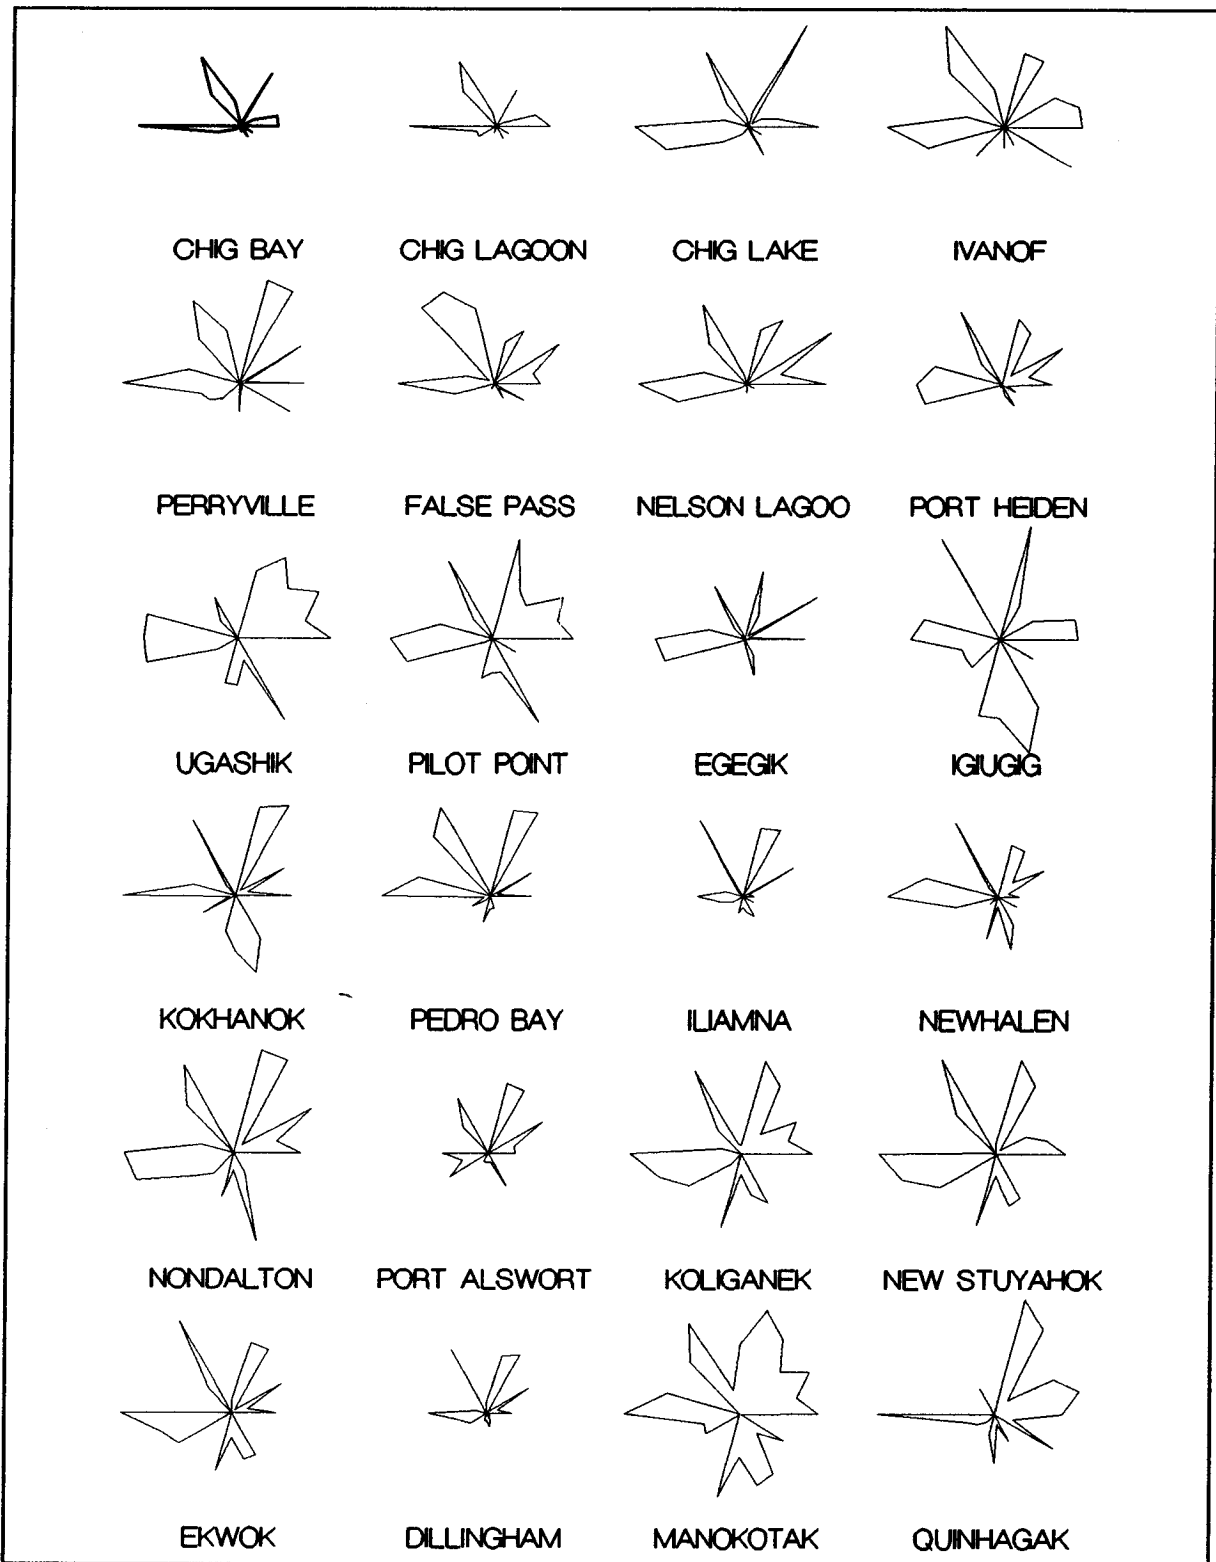 CHIG BAY CHIG LAGOON CHIG LAKE IVANOF
PERRYVILLE FALSE PASS NELSON LAGOO PORT HEIDEN
UGASHIK PILOT POINT EGEGIK IGIUGIG
KOKHANOK PEDRO BAY ILIAMNA NEWHALEN
NONDALTON PORT ALSWORT KOLIGANEK NEW STUYAHOK
EKWOK DILLINGHAM MANOKOTAK QUINHAGAK